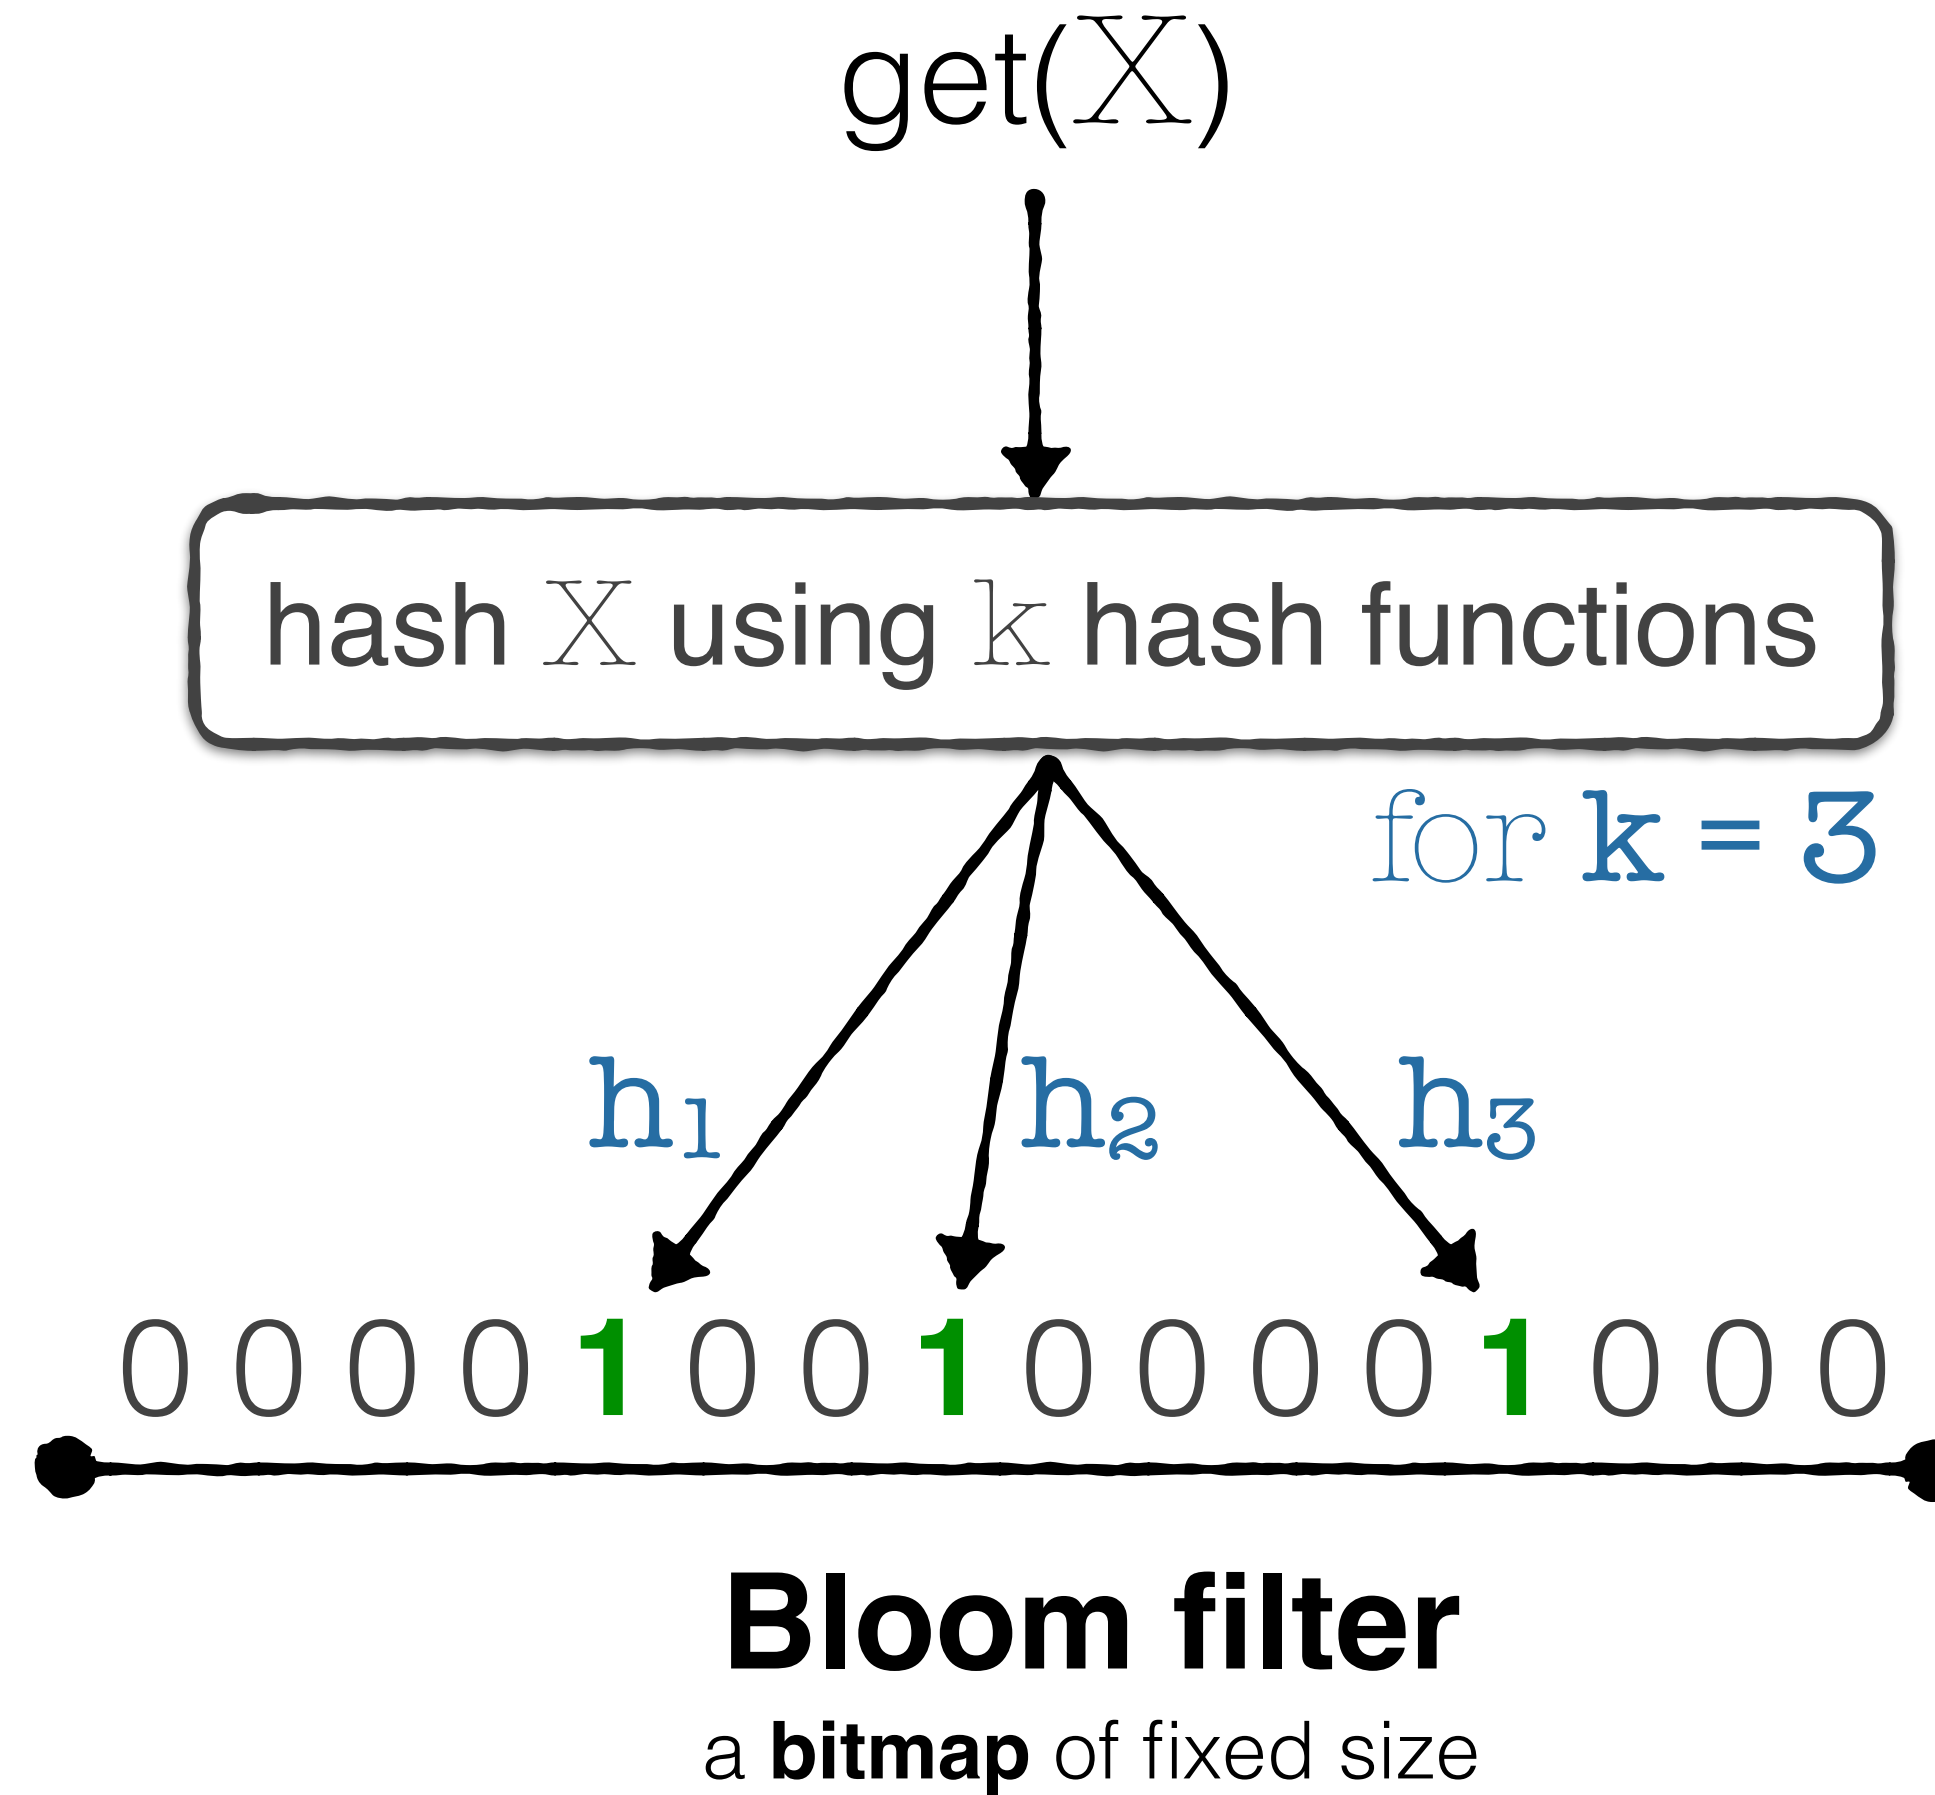 get(X)
hash X using k hash functions
for k = 3
h1 h2 h3
0 0 0 0 1 0 0 1 0 0 0 0 1 0 0 0
Bloom filter
a bitmap of fixed size